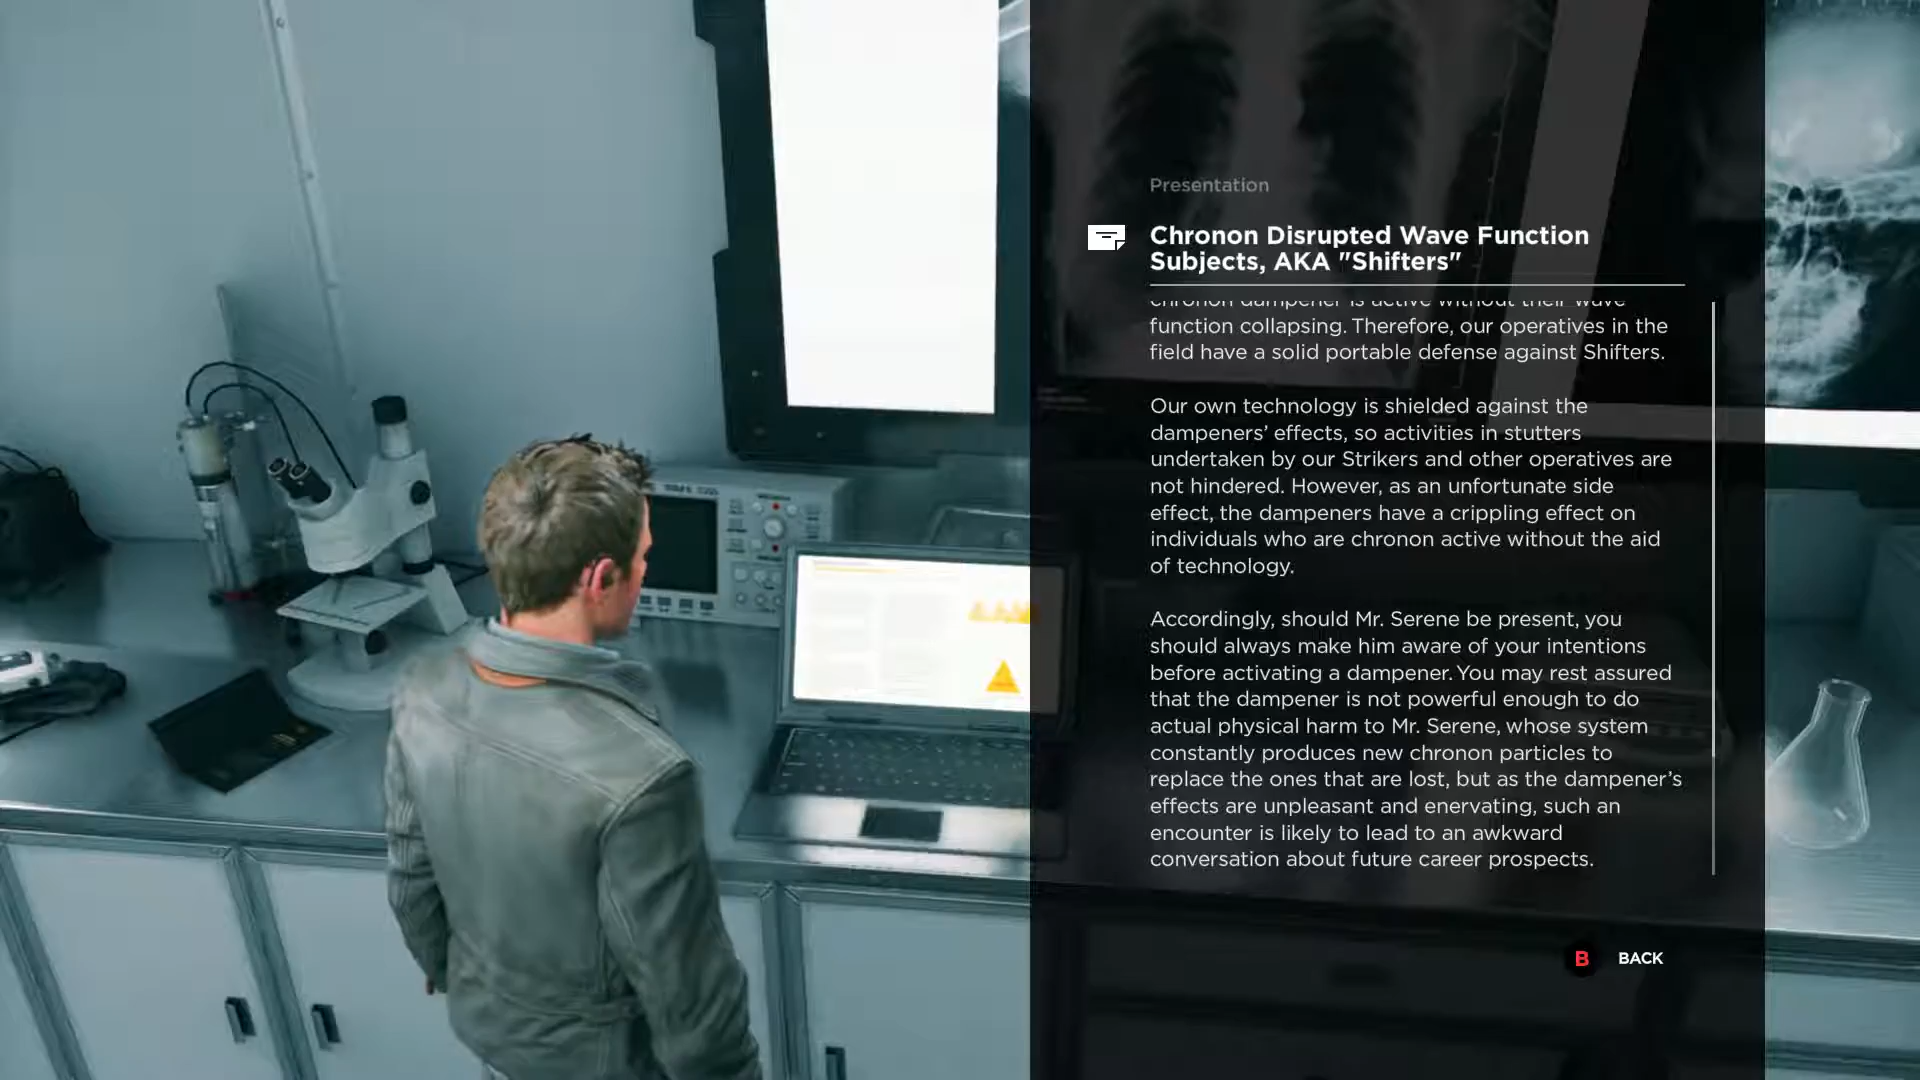 Presentation
Chronon Disrupted Wave Function
Subjects, AKA "Shifters"
chronon dampener is active without their wave
function collapsing. Therefore, our operatives in the
field have a solid portable defense against Shifters.
Our own technology is shielded against the
dampeners’ effects, so activities in stutters
undertaken by our Strikers and other operatives are
not hindered. However, as an unfortunate side
effect, the dampeners have a crippling effect on
individuals who are chronon active without the aid
of technology.
Accordingly, should Mr. Serene be present, you
should always make him aware of your intentions
before activating a dampener. You may rest assured
that the dampener is not powerful enough to do
actual physical harm to Mr. Serene, whose system
constantly produces new chronon particles to
replace the ones that are lost, but as the dampener’s
effects are unpleasant and enervating, such an
encounter is likely to lead to an awkward
conversation about future career prospects.
B BACK